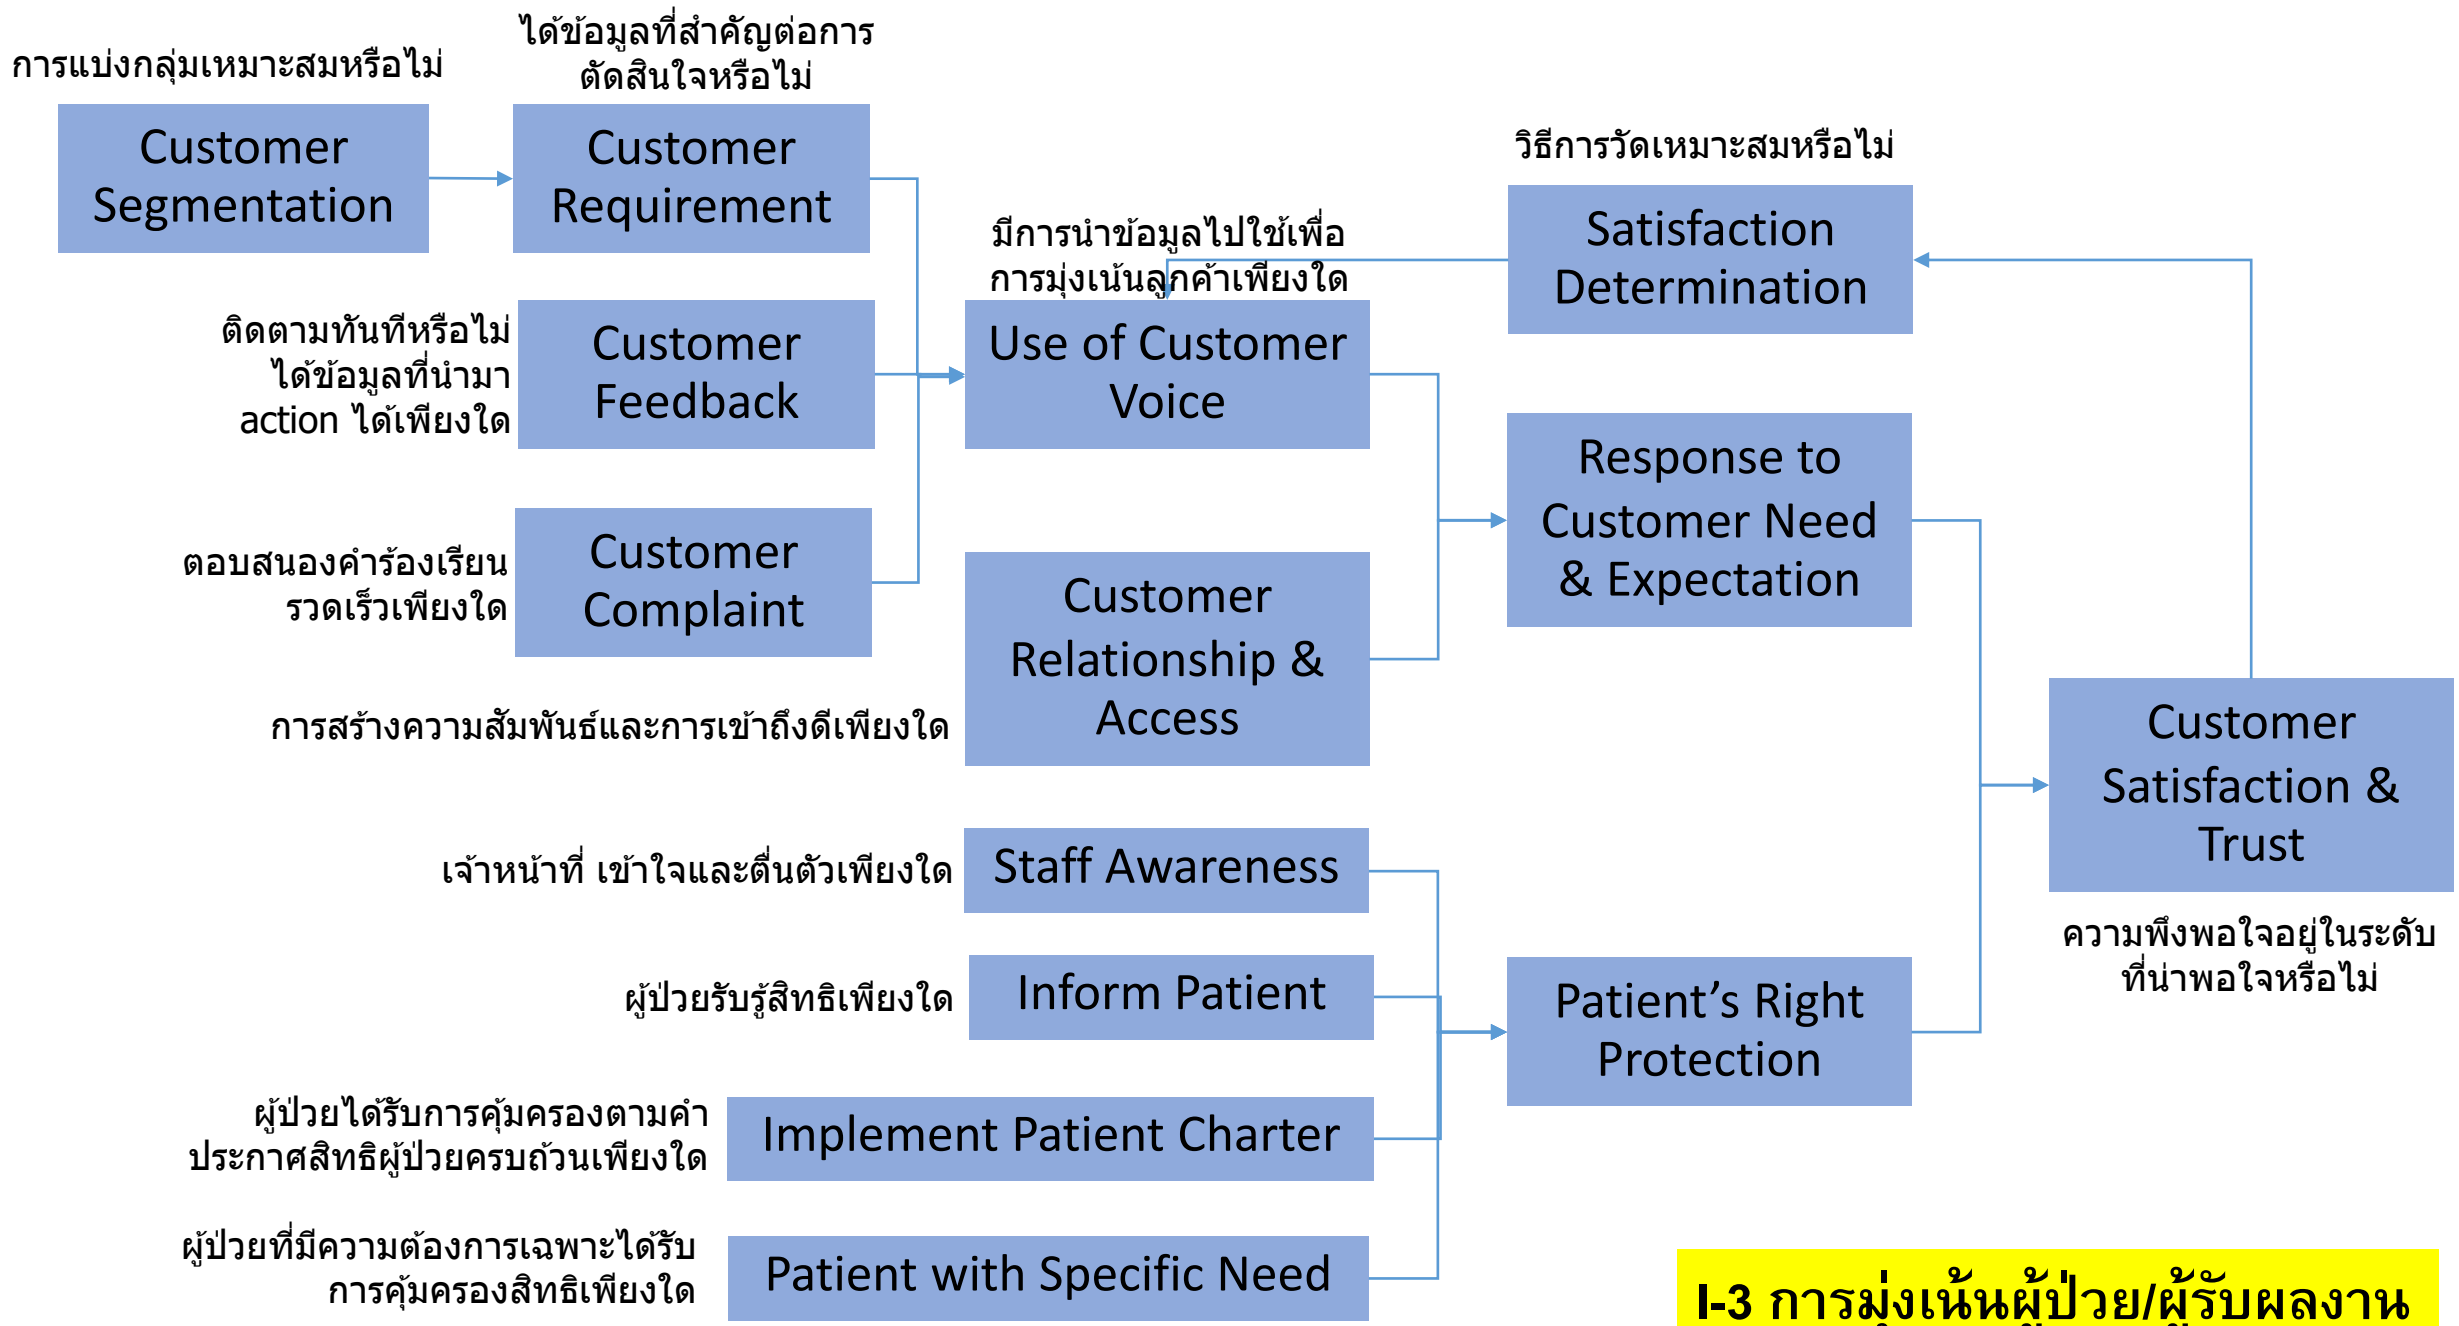 การแบ่งกลุ่มเหมาะสมหรือไม่
Customer
Segmentation
ได้ข้อมูลที่สำคัญต่อการ
ตัดสินใจหรือไม่
Customer
Requirement
ติดตามทันทีหรือไม่
ได้ข้อมูลที่นำมา
action ได้เพียงใด
Customer
Feedback
ตอบสนองคำร้องเรียน
รวดเร็วเพียงใด
Customer
Complaint
มีการนำข้อมูลไปใช้เพื่อ
การมุ่งเน้นลูกค้าเพียงใด
Use of Customer
Voice
การสร้างความสัมพันธ์และการเข้าถึงดีเพียงใด
Customer
Relationship &
Access
วิธีการวัดเหมาะสมหรือไม่
Satisfaction
Determination
Response to
Customer Need
& Expectation
เจ้าหน้าที่ เข้าใจและตื่นตัวเพียงใด
Staff Awareness
ผู้ป่วยรับรู้สิทธิเพียงใด
Inform Patient
ผู้ป่วยได้รับการคุ้มครองตามคำ
ประกาศสิทธิผู้ป่วยครบถ้วนเพียงใด
Implement Patient Charter
ผู้ป่วยที่มีความต้องการเฉพาะได้รับ
การคุ้มครองสิทธิเพียงใด
Patient with Specific Need
Patient’s Right
Protection
Customer
Satisfaction &
Trust
ความพึงพอใจอยู่ในระดับ
ที่น่าพอใจหรือไม่
I-3 การมุ่งเน้นผู้ป่วย/ผู้รับผลงาน